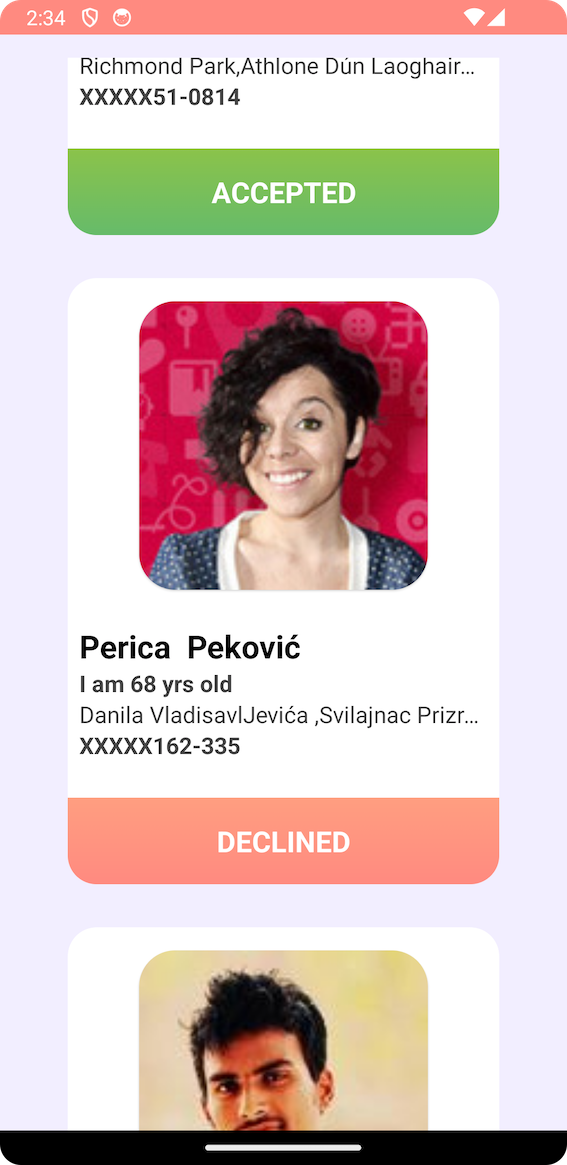 2:34
Richmond Park,Athlone Dún Laoghair...
XXXXX51-0814
ACCEPTED
Perica Peković
I am 68 yrs old
Danila VladisavlJevića ,Svilajnac Prizr...
XXXXX162-335
DECLINED